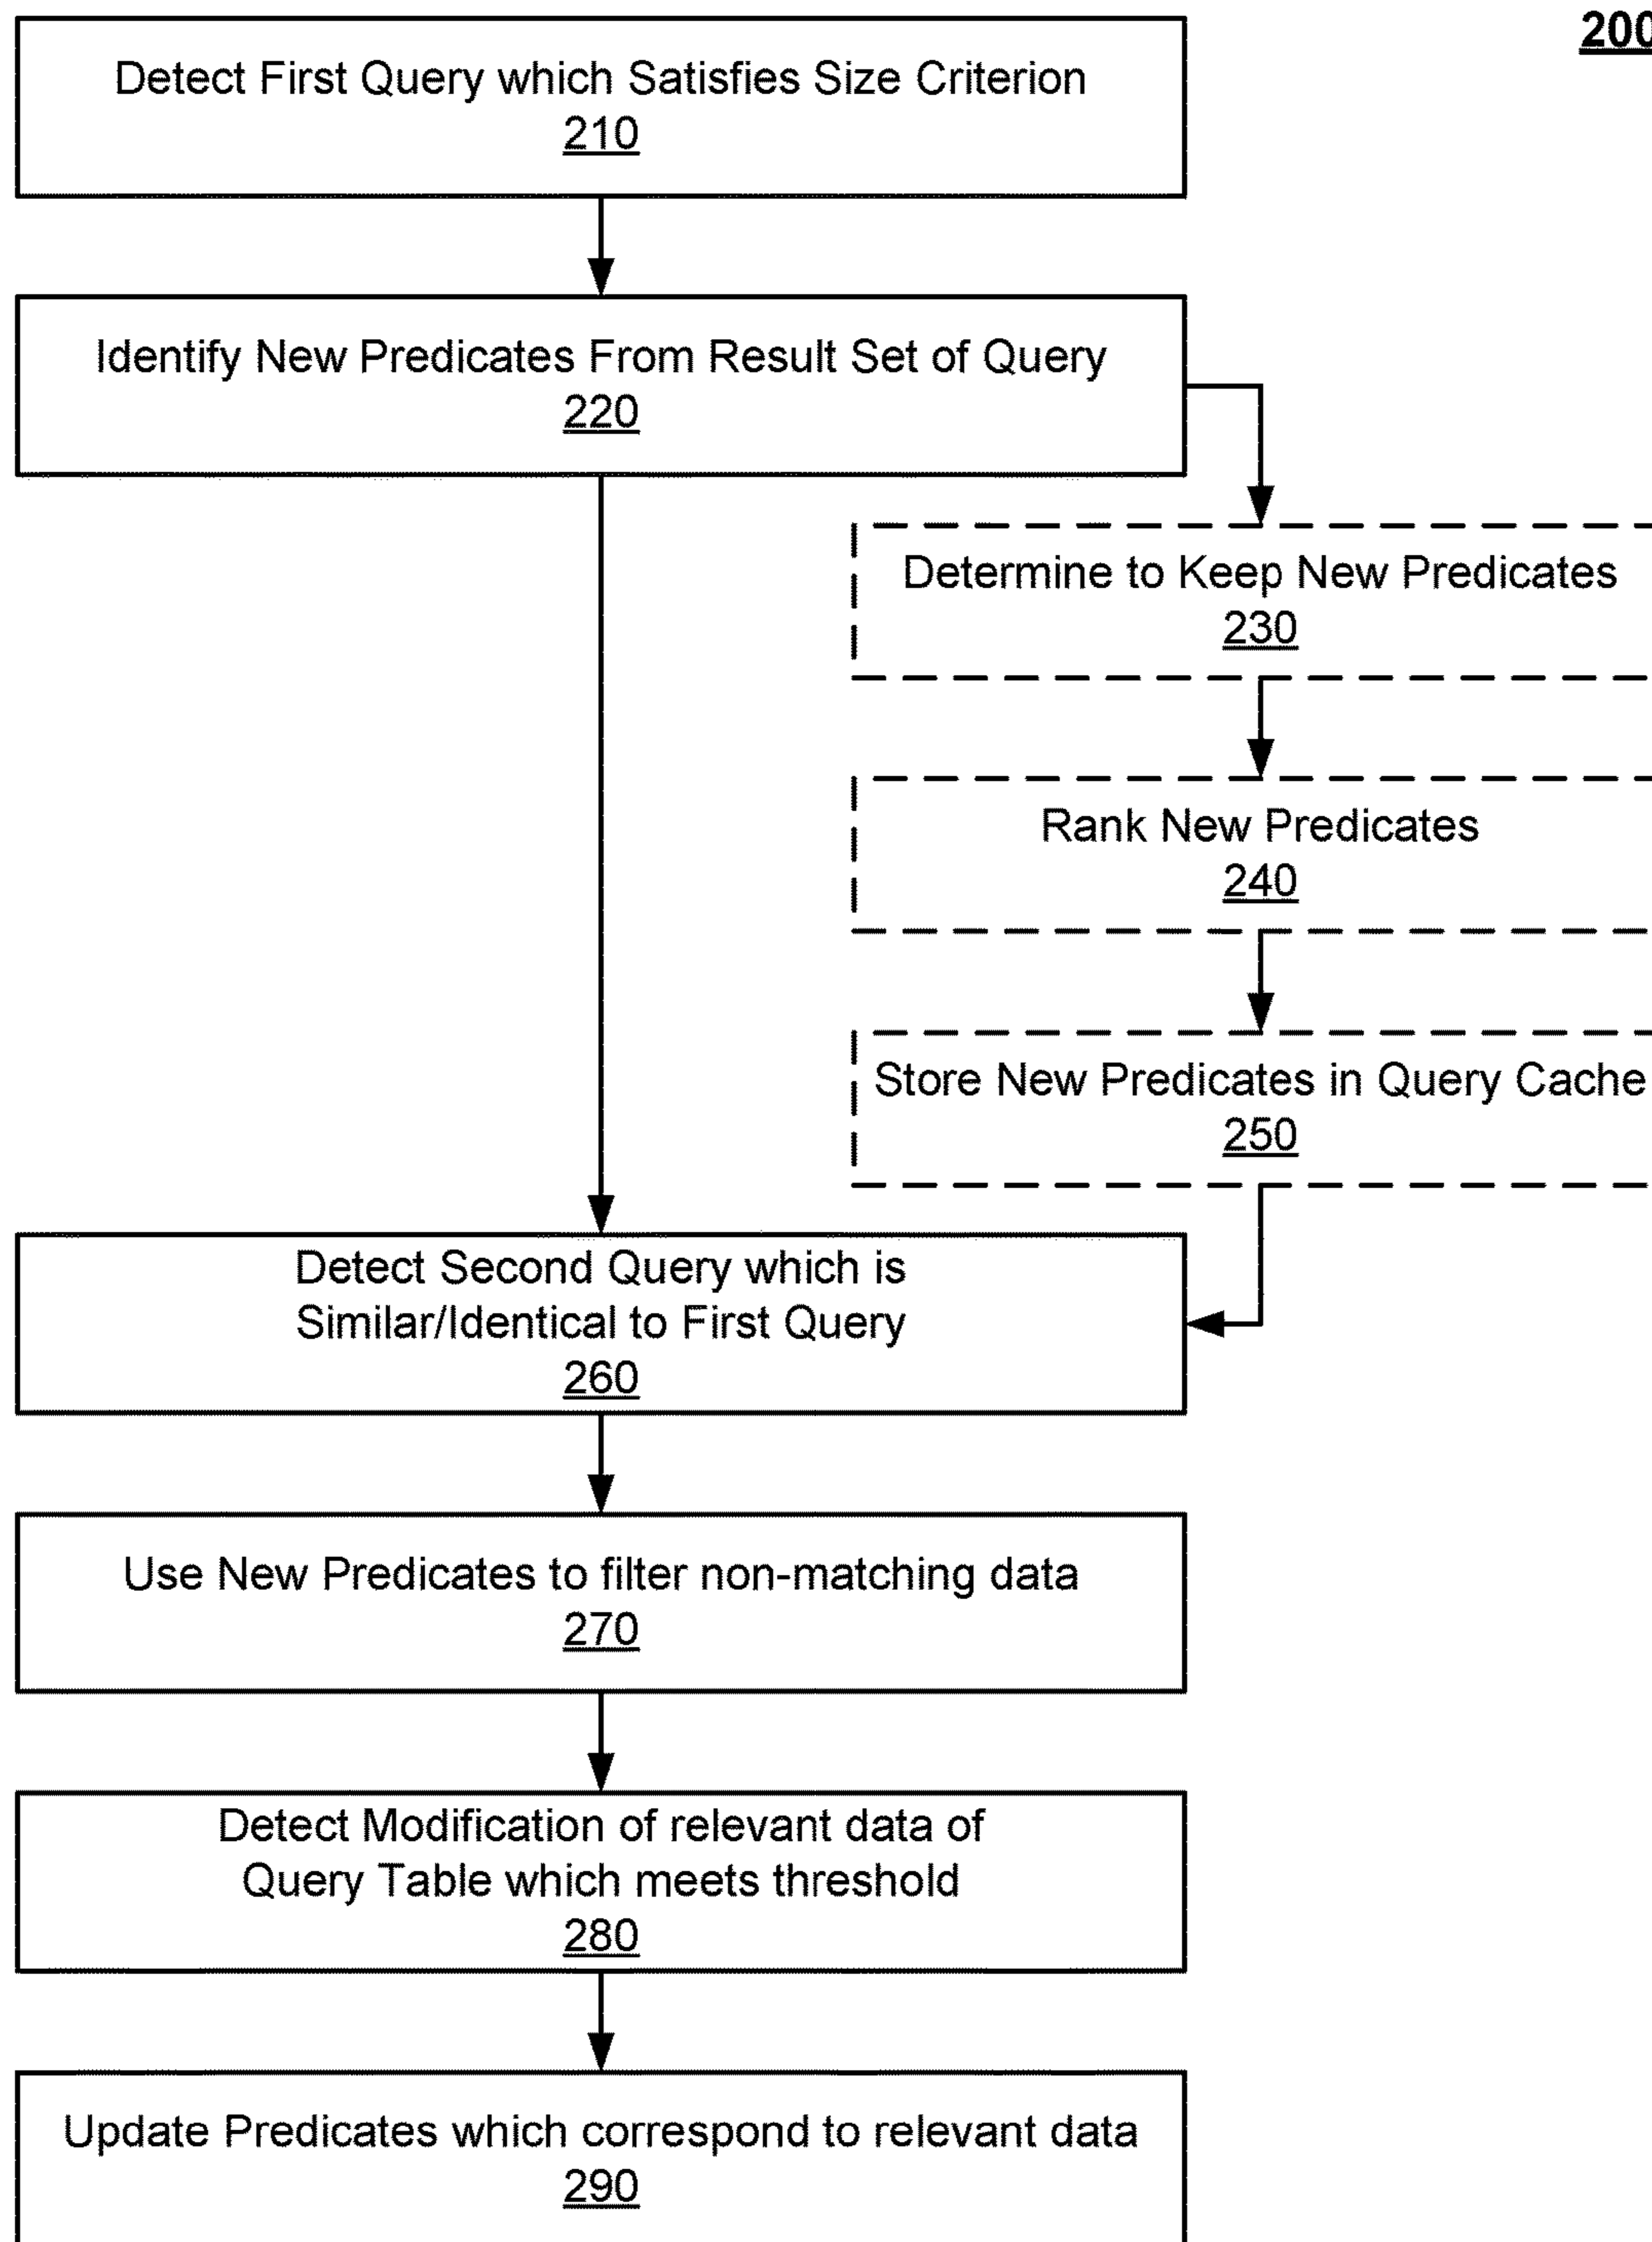 200
Detect First Query which Satisfies Size Criterion
210
Identify New Predicates From Result Set of Query
220
Determine to Keep New Predicates
230
Rank New Predicates
240
Store New Predicates in Query Cache
250
Detect Second Query which is
Similar/Identical to First Query
260
Use New Predicates to filter non-matching data
270
Detect Modification of relevant data of
Query Table which meets threshold
280
Update Predicates which correspond to relevant data
290